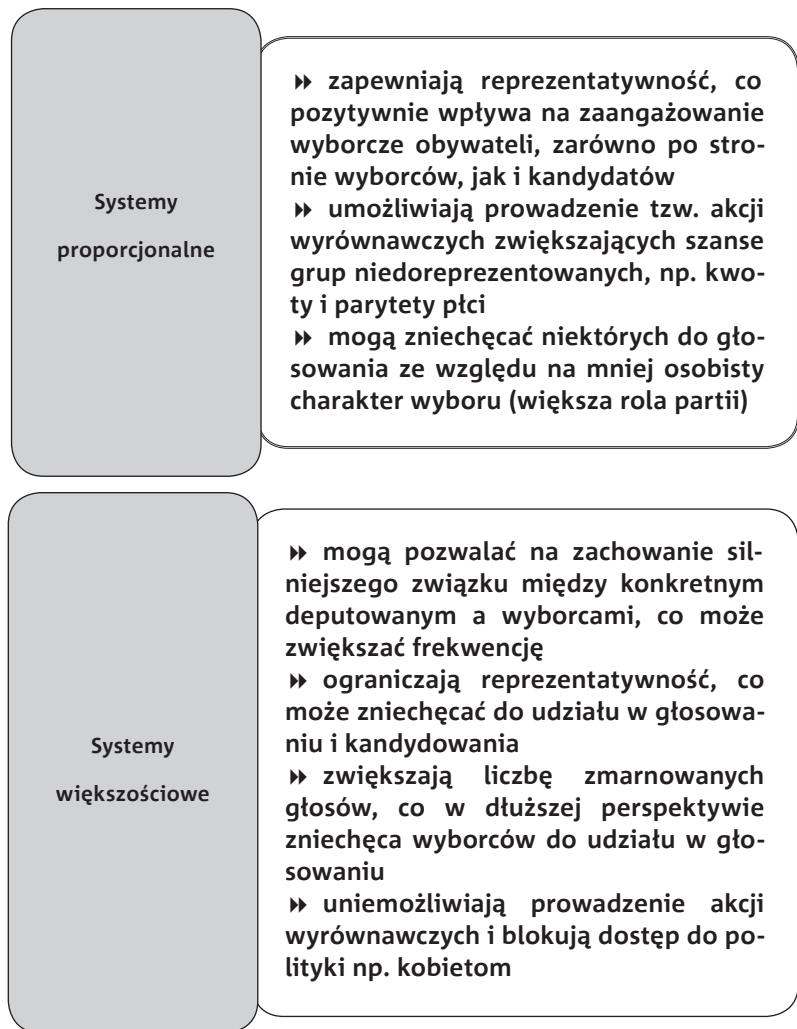 Systemy
proporcjonalne
» zapewniają reprezentatywność, co
pozytywnie wpływa na zaangażowanie
wyborcze obywateli, zarówno po stro-
nie wyborców, jak i kandydatów
» umożliwiają prowadzenie tzw. akcji
wyrównawczych zwiększających szanse
grup niedoreprezentowanych, np. kwo-
ty i parytety płci
» mogą zniechęcać niektórych do gło-
sowania ze względu na mniej osobisty
charakter wyboru (większa rola partii)
Systemy
większościowe
» mogą pozwalać na zachowanie sil-
niejszego związku między konkretnym
deputowanym a wyborcami, co może
zwiększać frekwencję
» ograniczają reprezentatywność, co
może zniechęcać do udziału w głosowa-
niu i kandydowania
» zwiększają liczbę zmarnowanych
głosów, co w dłuższej perspektywie
zniechęca wyborców do udziału w gło-
sowaniu
» uniemożliwiają prowadzenie akcji
wyrównawczych i blokują dostęp do po-
lityki np. kobietom